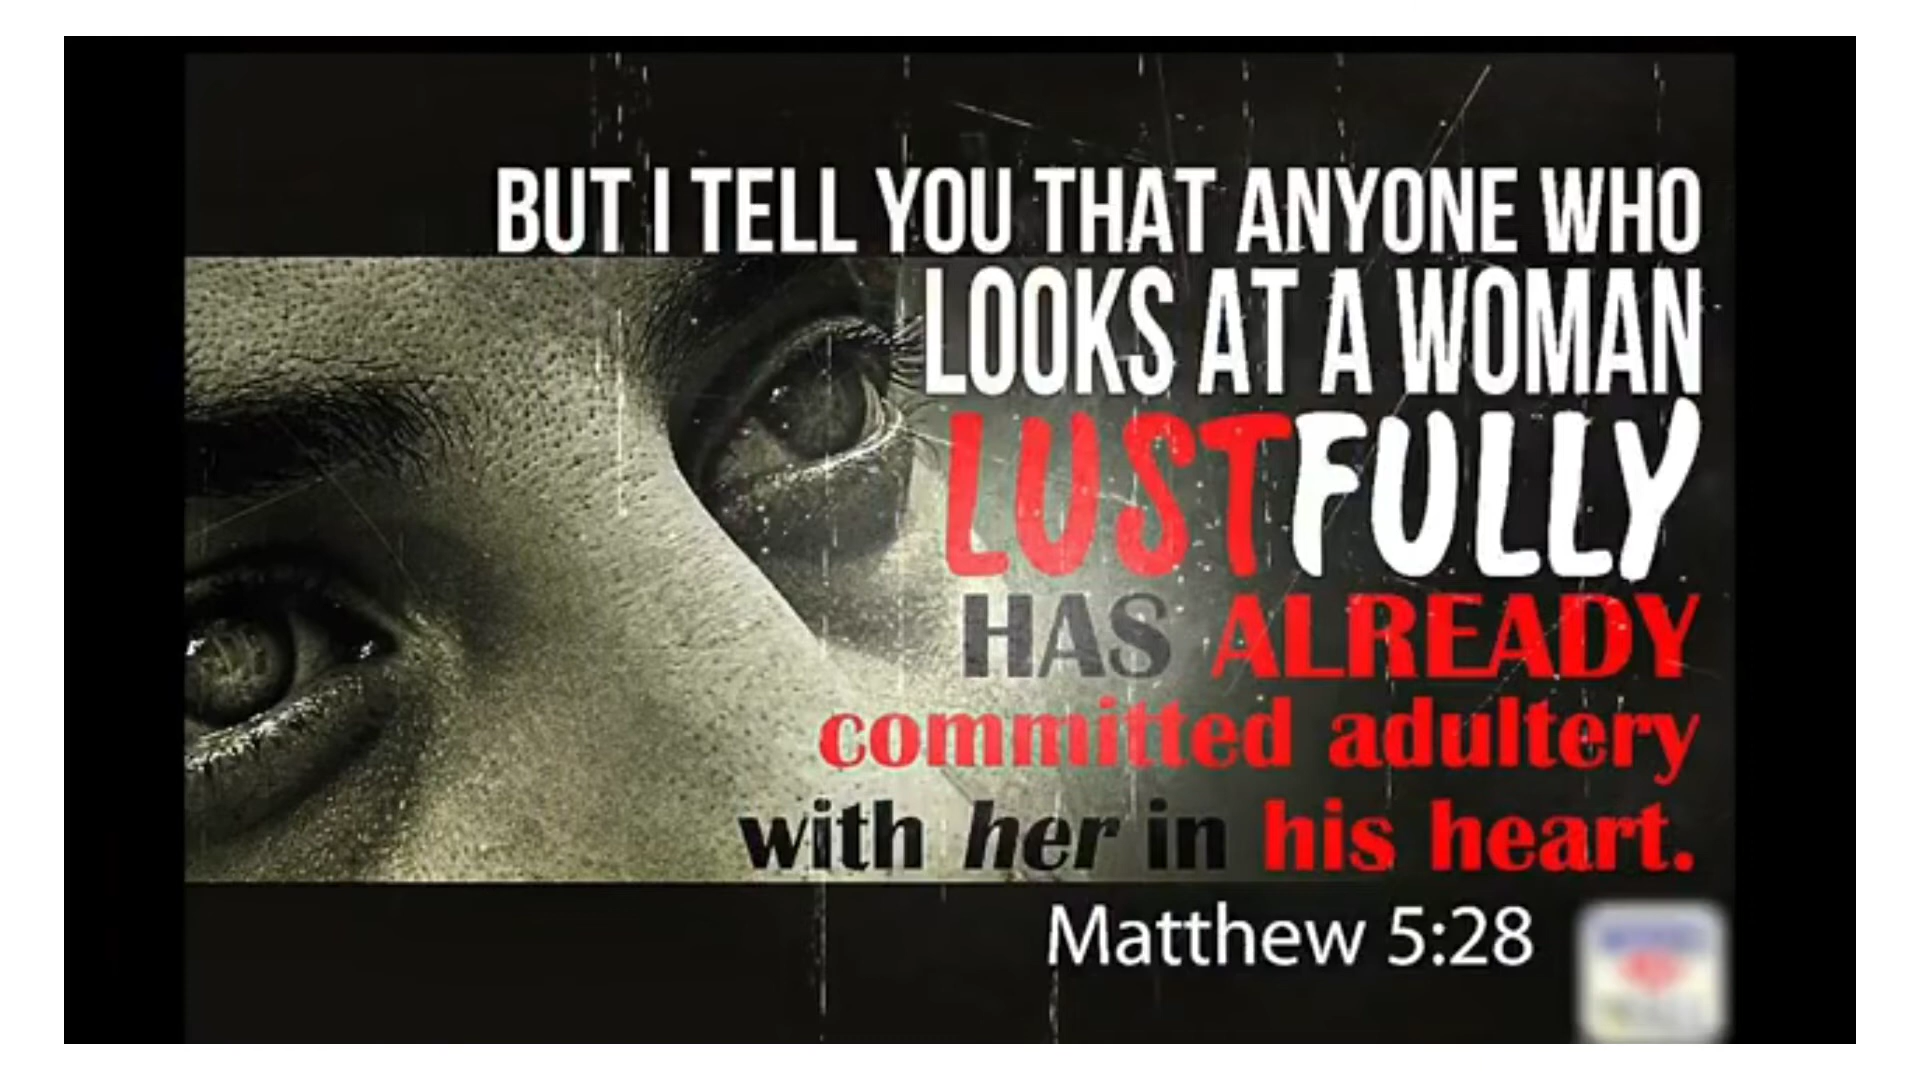 BUT I TELL YOU THAT ANYONE WHO
LOOKS AT A WOMAN
LUSTFULLY
HAS ALREADY
committed adultery
with her in his heart.
Matthew 5:28